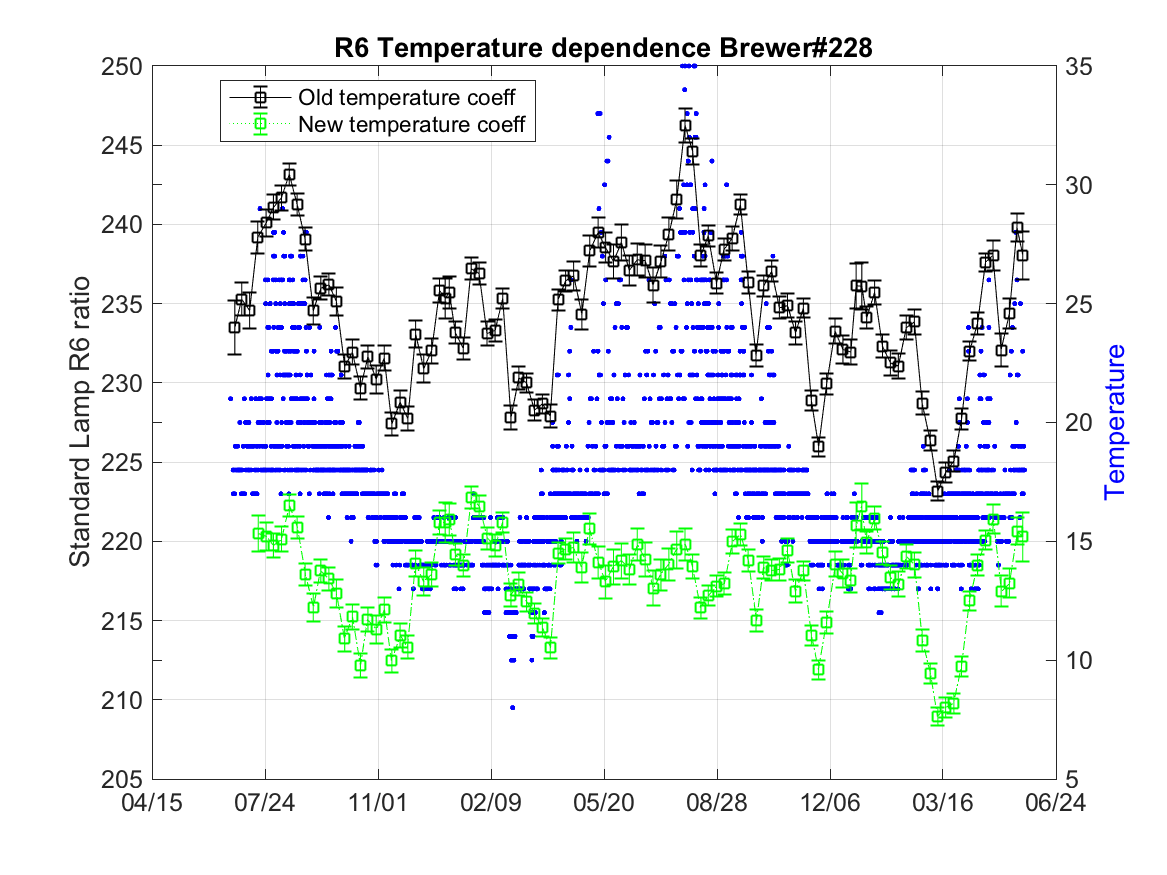 R6 Temperature dependence Brewer#228
Old temperature coeff
New temperature coeff
Standard Lamp R6 ratio
250
245
240
235
230
225
220
215
210
205
35
30
25
20
15
10
5
Temperature
04/15 07/24 11/01 02/09 05/20 08/28 12/06 03/16 06/24